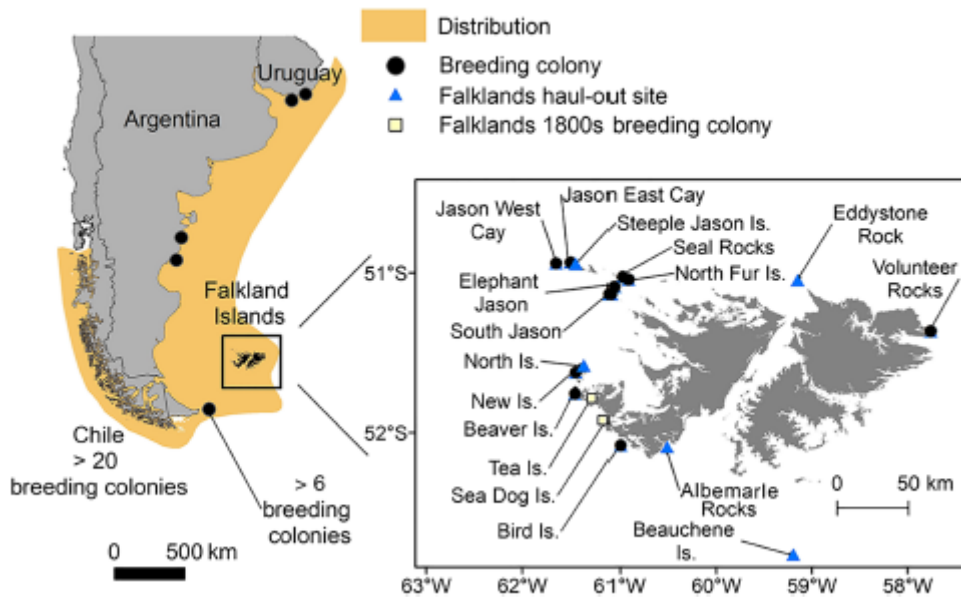 Distribution
Breeding colony
Falklands haul-out site
Falklands 1800s breeding colony
Uruguay
Argentina
Falkland
Islands
Chile
> 20
breeding colonies
> 6
breeding
colonies
0 500 km
Jason East Cay
Jason West
Cay
Steeple Jason Is.
Seal Rocks
North Fur Is.
Eddystone
Rock
Volunteer
Rocks
Elephant
Jason
South Jason
North Is.
New Is.
Beaver Is.
Tea Is.
Sea Dog Is.
Bird Is.
Albemarle
Rocks
Beauchene
Is.
0 50 km
51°S
52°S
63°W 62°W 61°W 60°W 59°W 58°W